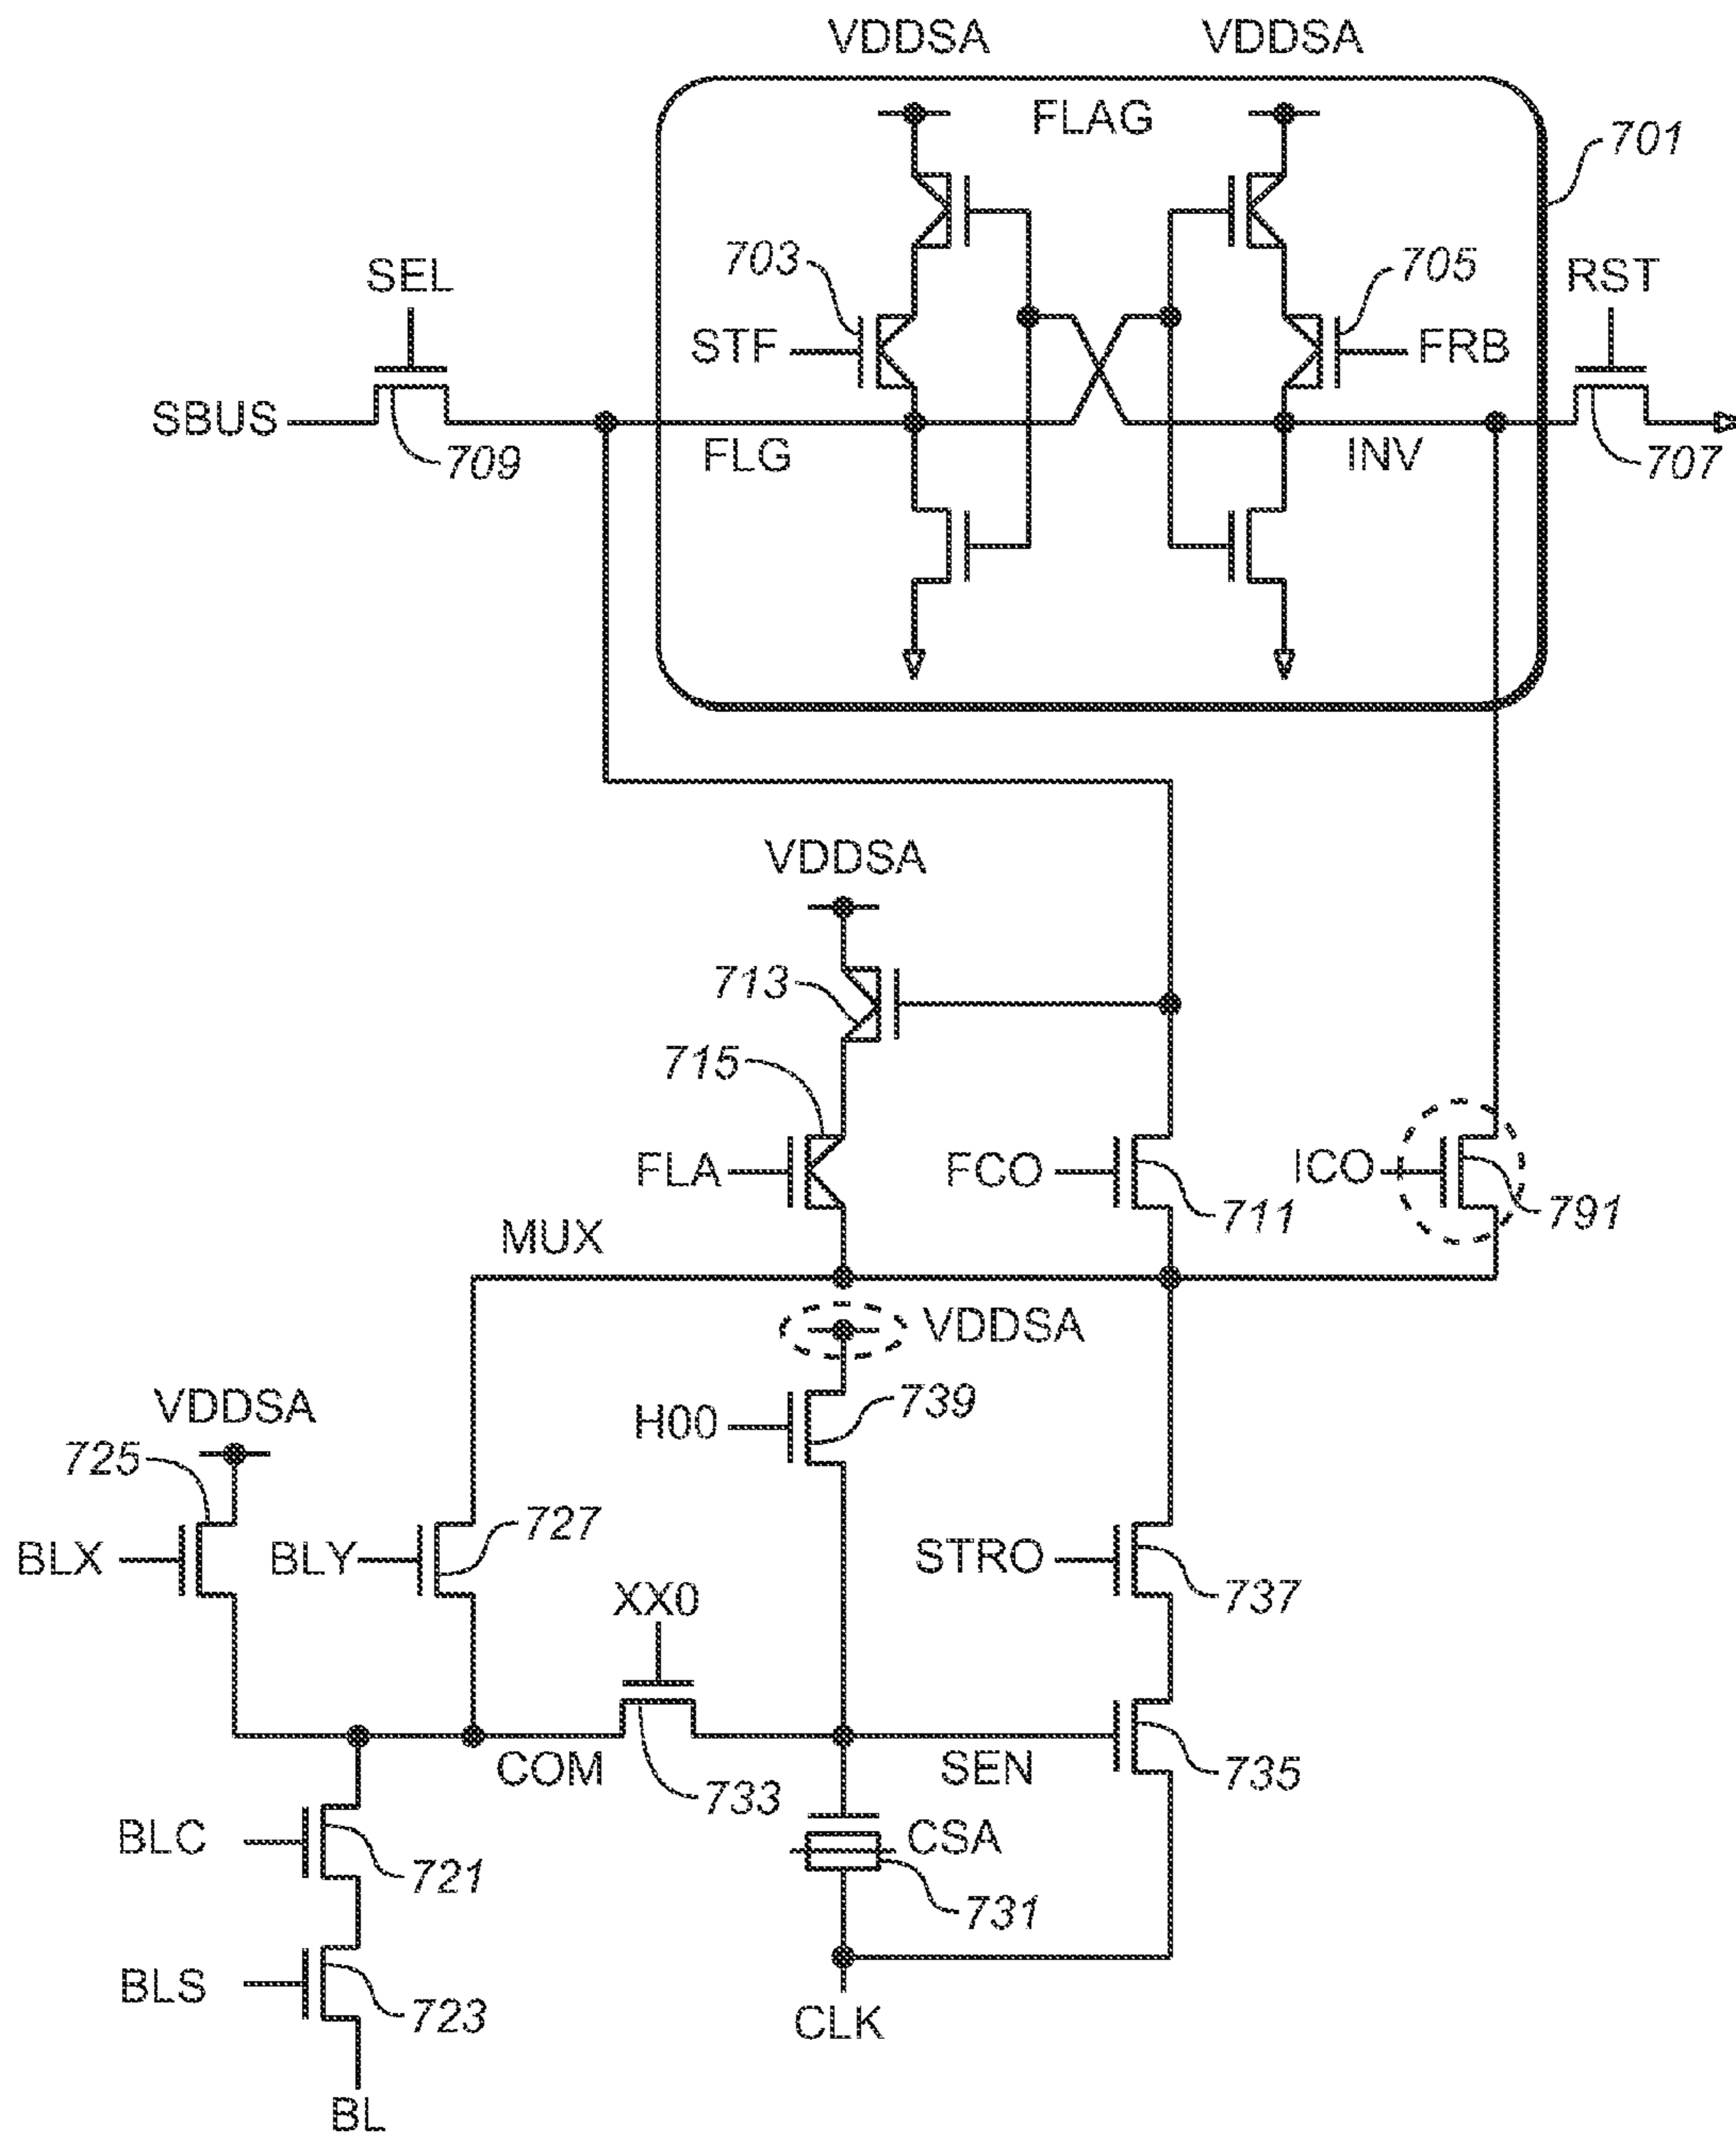 VDDSA VDDSA
FLAG
701
703
705
SEL
RST
STF
FRB
SBUS
709
FLG
INV
707
VDDSA
713
715
FLA
FCO
ICO
711
791
MUX
VDDSA
739
H00
VDDSA
725
727
BLX
BLY
STRO
737
XX0
COM
733
SEN
735
BLC
721
CSA
731
BLS
723
CLK
BL